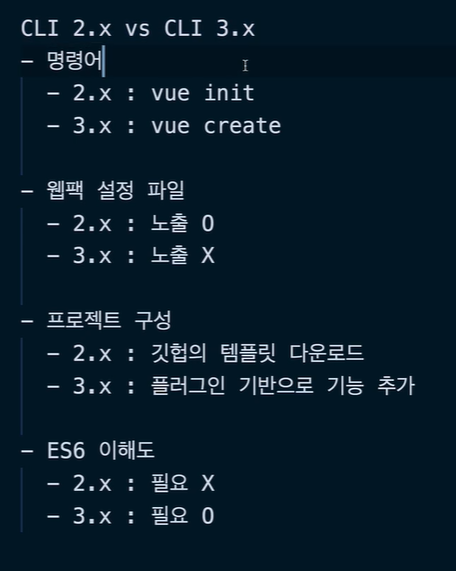 CLI 2.x vs CLI 3.x
- 명령어
- 2.x : vue init
- 3.x : vue create
- 웹팩 설정 파일
- 2.x : 노출 O
- 3.x : 노출 X
- 프로젝트 구성
- 2.x : 깃헙의 템플릿 다운로드
- 3.x : 플러그인 기반으로 기능 추가
- ES6 이해도
- 2.x : 필요 X
- 3.x : 필요 O